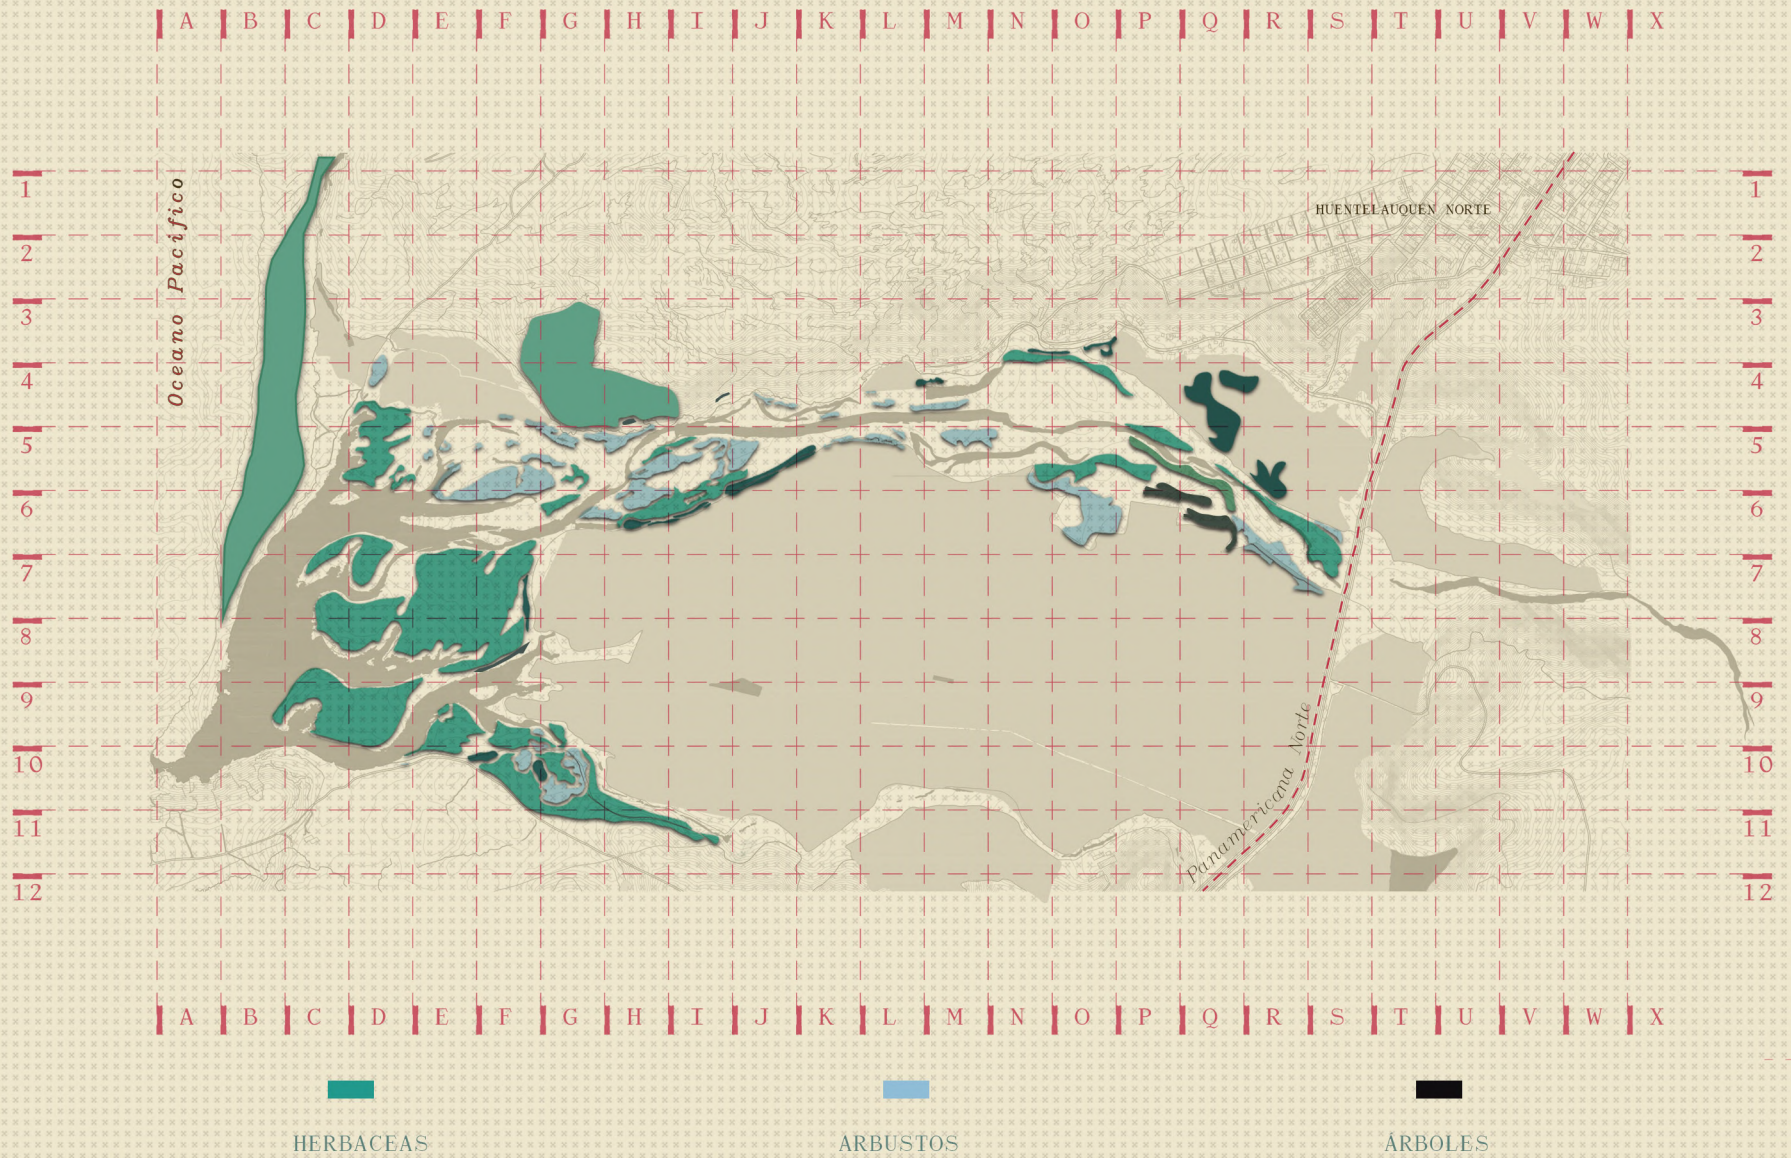 A B C D E F G H I J K L M N O P Q R S T U V W X
1 1
Oceano Pacifico
HUENTELAUQUEN NORTE
2 2
3 3
4 4
5 5
6 6
7 7
8 8
9 9
Panamericana Norte
10 10
11 11
12 12
A B C D E F G H I J K L M N O P Q R S T U V W X
HERBACEAS ARBUSTOS ÁRBOLES